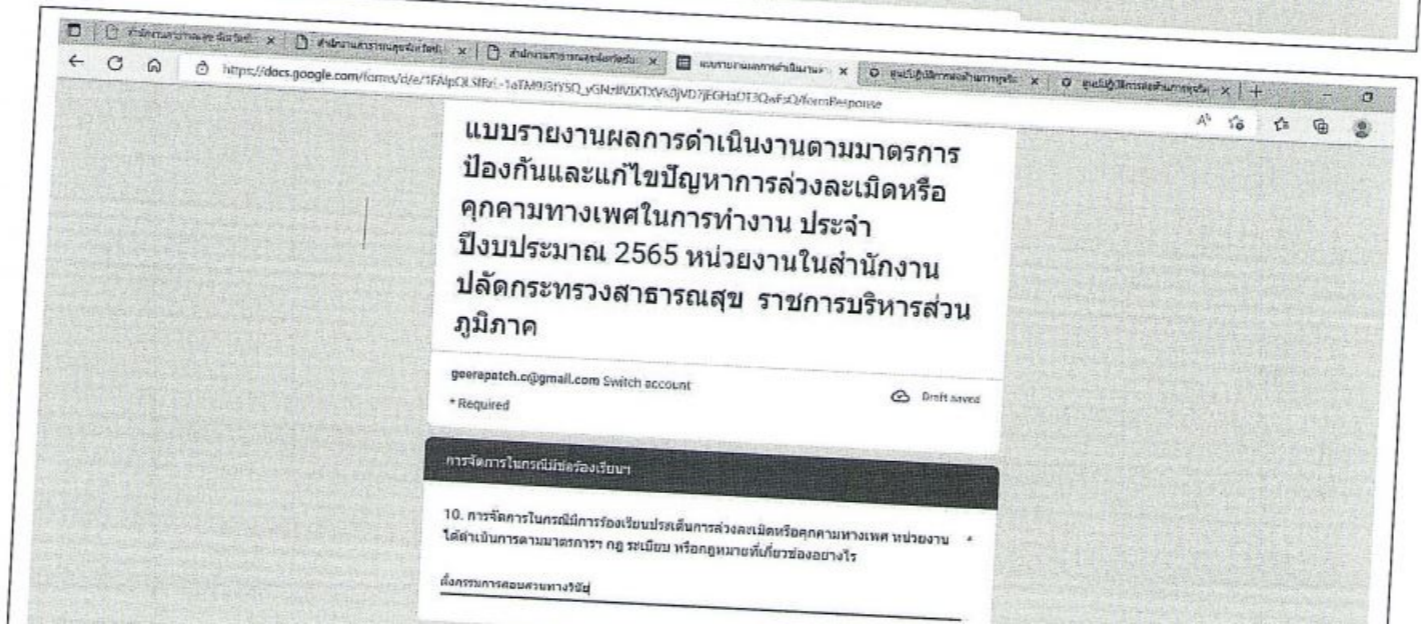 แบบรายงานผลการดำเนินงานตามมาตรการ
ป้องกันและแก้ไขปัญหาการล่วงละเมิดหรือ
คุกคามทางเพศในการทำงาน ประจำ
ปีงบประมาณ 2565 หน่วยงานในสำนักงาน
ปลัดกระทรวงสาธารณสุข ราชการบริหารส่วน
ภูมิภาค
geerapatch.c@gmail.com Switch account
Draft saved
* Required
การจัดการในกรณีมีข้อร้องเรียนฯ
10. การจัดการในกรณีมีการร้องเรียนประเด็นการล่วงละเมิดหรือคุกคามทางเพศ หน่วยงาน *
ได้ดำเนินการตามมาตรการฯ กฎ ระเบียบ หรือกฎหมายที่เกี่ยวข้องอย่างไร
ตั้งกรรมการสอบสวนทางวินัย